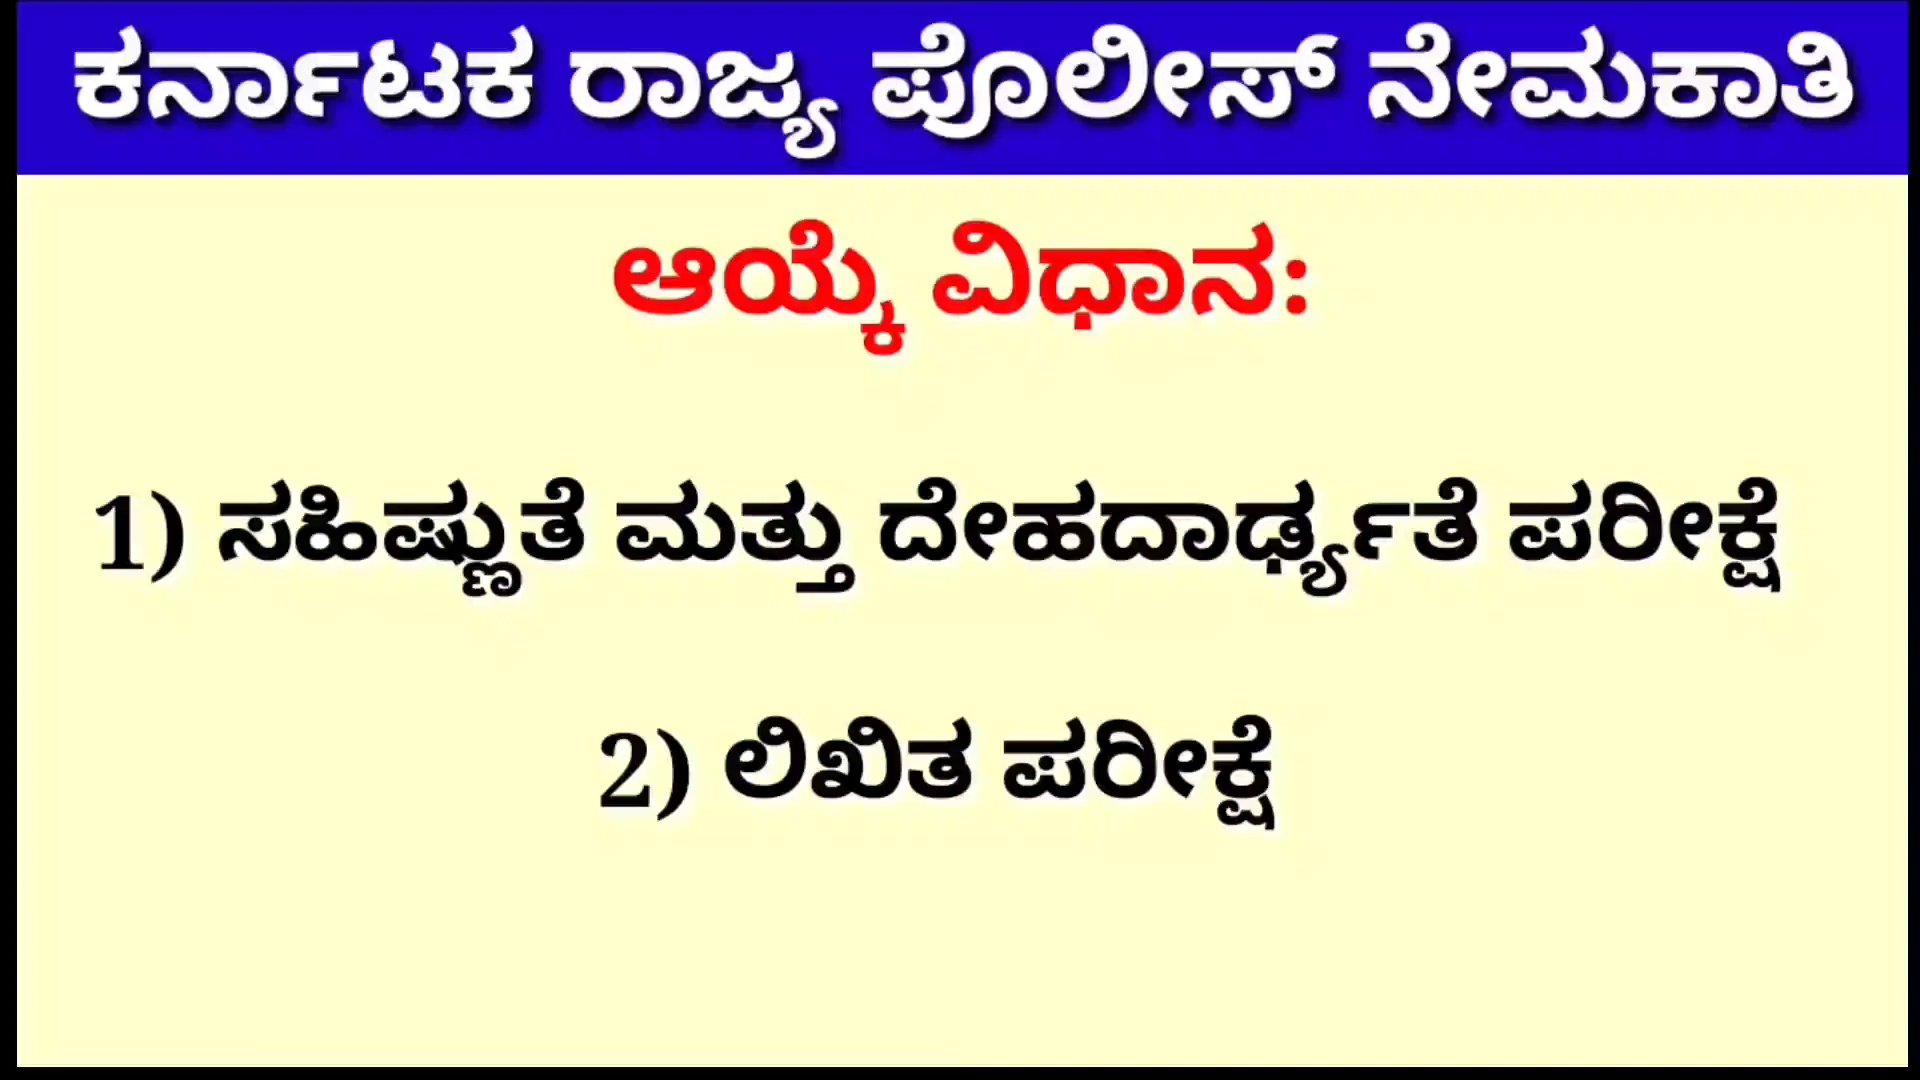 ಕರ್ನಾಟಕ ರಾಜ್ಯ ಪೊಲೀಸ್ ನೇಮಕಾತಿ
ಆಯ್ಕೆ ವಿಧಾನ:
1) ಸಹಿಷ್ಣುತೆ ಮತ್ತು ದೇಹದಾರ್ಢ್ಯತೆ ಪರೀಕ್ಷೆ
2) ಲಿಖಿತ ಪರೀಕ್ಷೆ